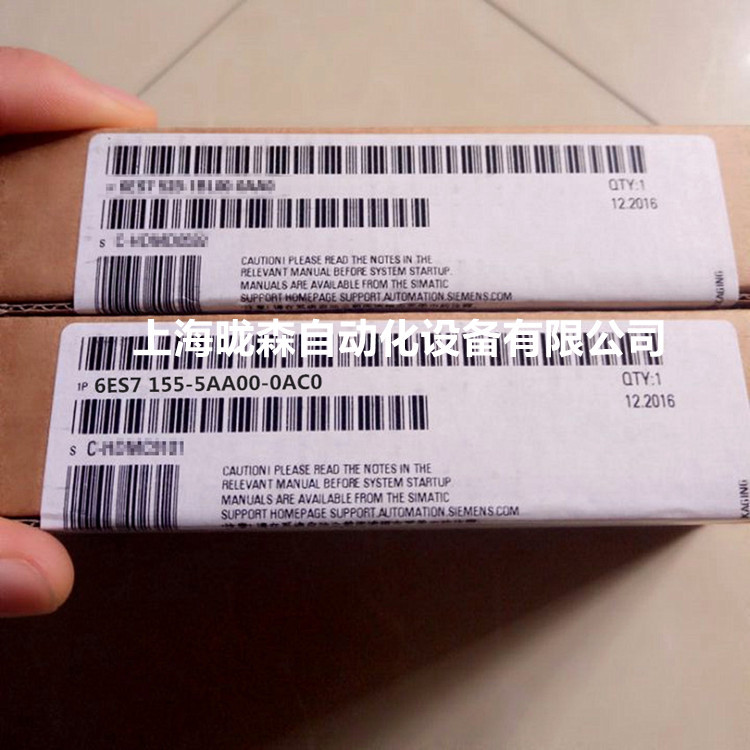 QTY:1
12.2016
S
CAUTION! PLEASE READ THE NOTES IN THE
RELEVANT MANUAL BEFORE SYSTEM STARTUP.
MANUALS ARE AVAILABLE FROM THE SIMATIC
SUPPORT HOMEPAGE SUPPORT.AUTOMATION.SIEMENS.COM
上海晄森自动化设备有限公司
1P 6ES7 155-5AA00-0AC0
QTY:1
12.2016
S
CAUTION! PLEASE READ THE NOTES IN THE
RELEVANT MANUAL BEFORE SYSTEM STARTUP
MANUALS ARE AVAILABLE FROM THE SIMATIC
SUPPORT HOMEPAGE SUPPORT.AUTOMATION.SIEMENS.COM